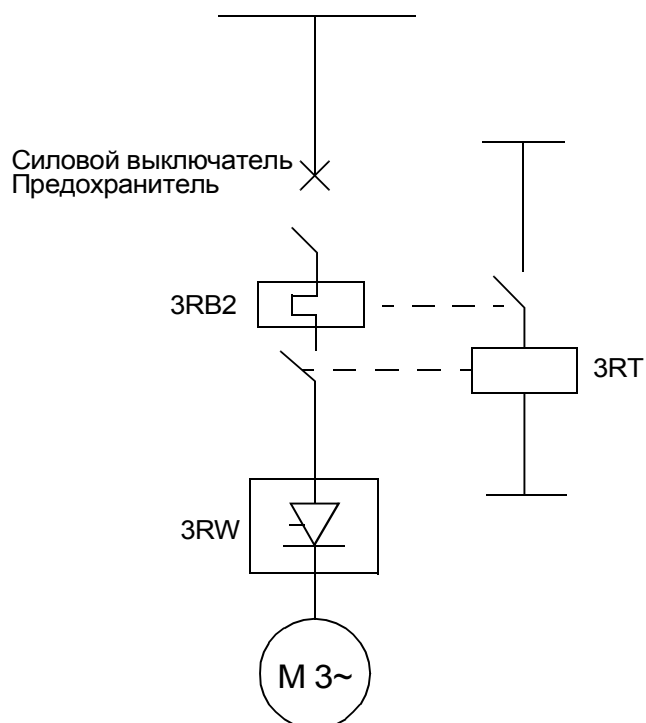 Силовой выключатель
Предохранитель
3RB2
3RT
3RW
М 3~